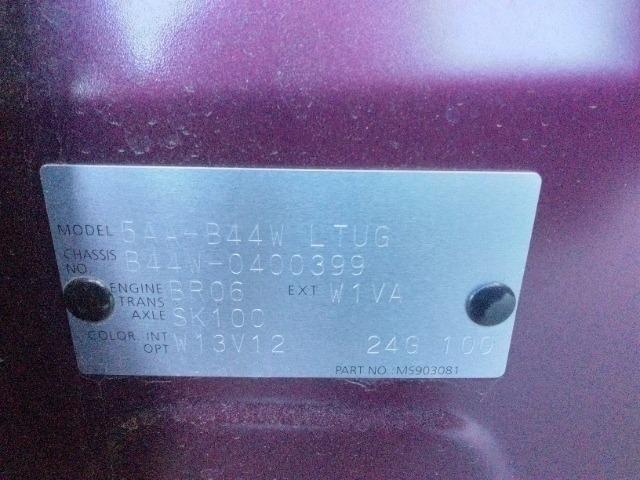 MODEL 5AA-B44W LTUG
CHASSIS NO. B44W-0400399
ENGINE BR06 EXT W1VA
TRANS AXLE SK100
COLOR, INT OPT W13V12 24G 100
PART NO.:MS903081